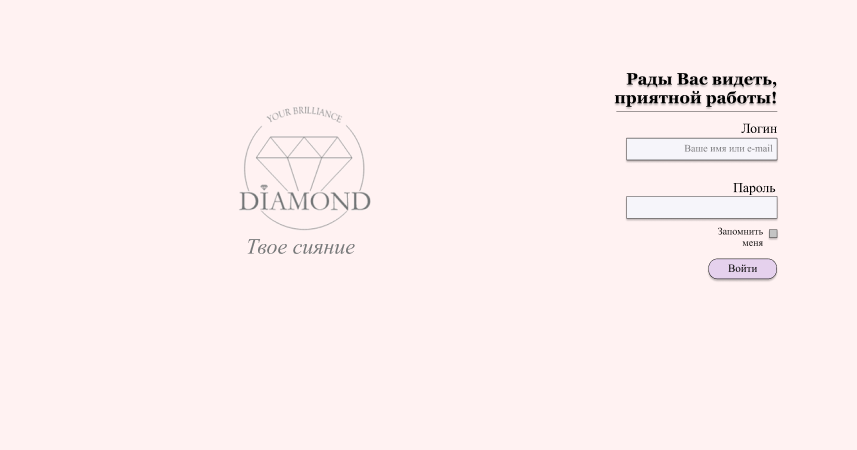 YOUR BRILLIANCE
DIAMOND
Твое сияние
Рады Вас видеть,
приятной работы!
Логин
Ваше имя или e-mail
Пароль
Запомнить
меня
Войти